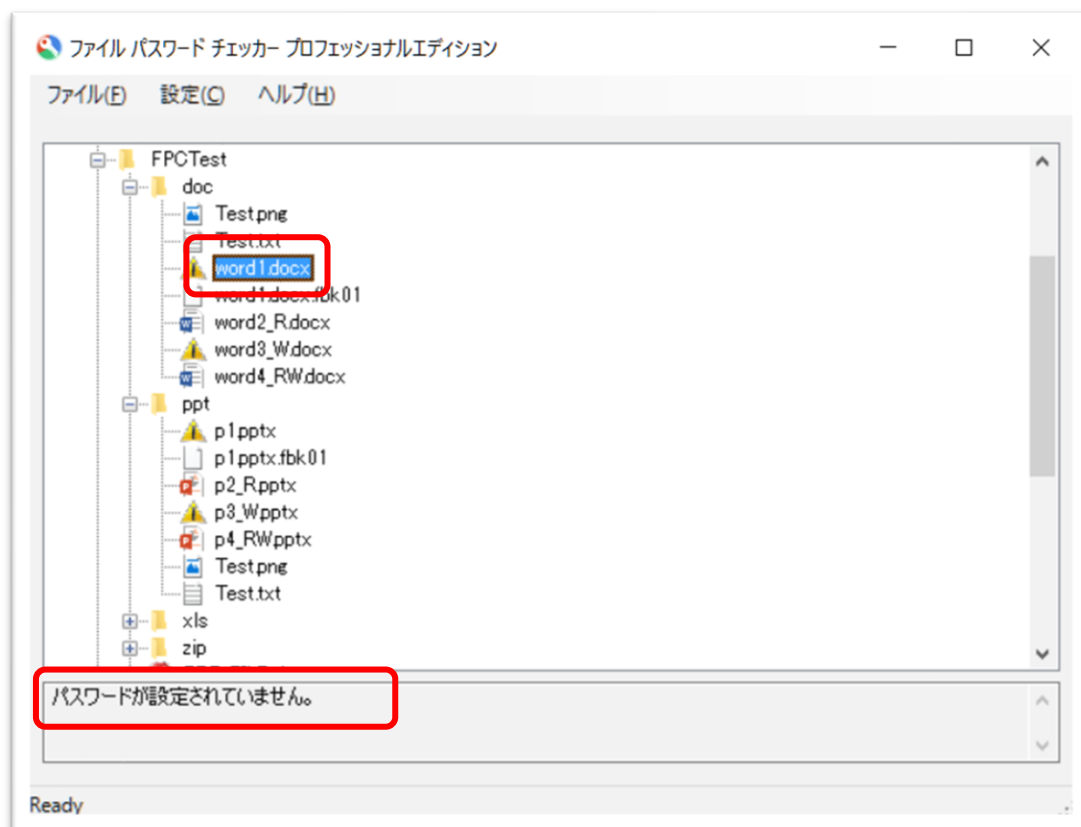 ファイル パスワード チェッカー プロフェッショナルエディション
ファイル(F) 設定(C) ヘルプ(H)
FPCTest
doc
Test.png
Test.txt
word1.docx
word1.docx.fbk01
word2_R.docx
word3_W.docx
word4_RW.docx
ppt
p1.pptx
p1.pptx.fbk01
p2_R.pptx
p3_W.pptx
p4_RW.pptx
Test.png
Test.txt
xls
zip
パスワードが設定されていません。
Ready